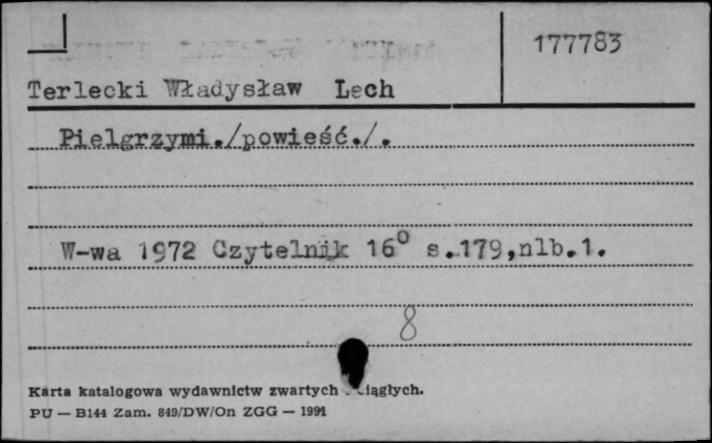 177783
Terlecki Władysław Lech
Pielgrzymi./powieść./.
W-wa 1972 Czytelnik 16° s.179,nlb.1.
8
Karta katalogowa wydawnictw zwartych ciągłych.
PU — B144 Zam. 849/DW/On ZGG — 1991